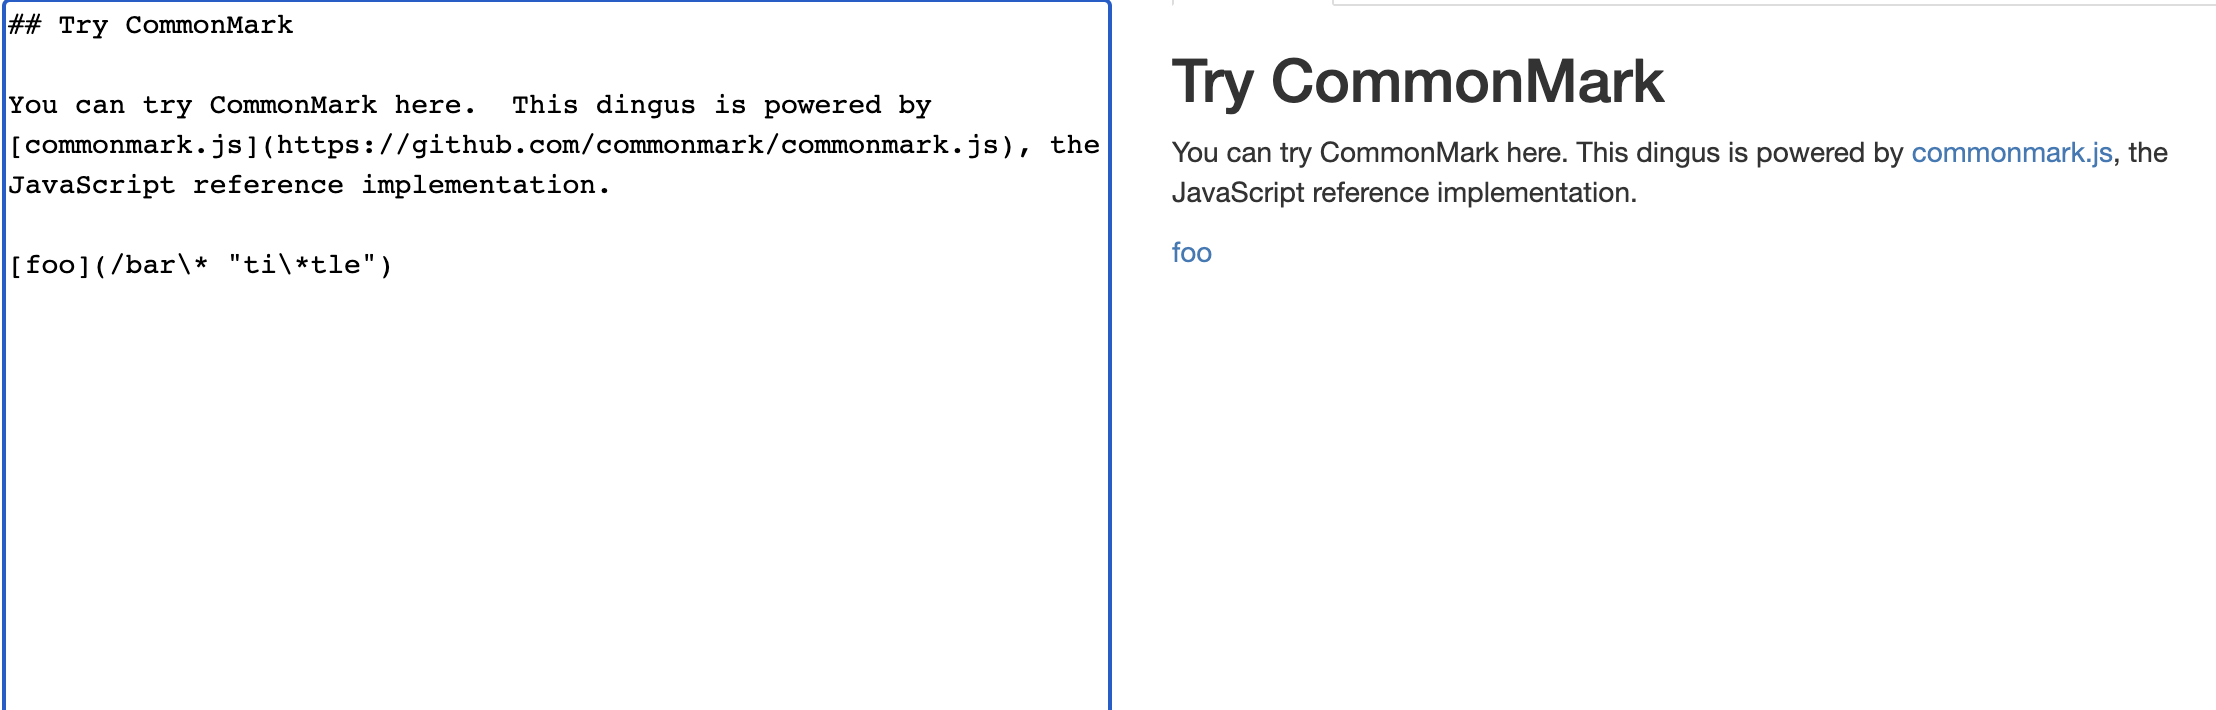 ## Try CommonMark
You can try CommonMark here.  This dingus is powered by
[commonmark.js](https://github.com/commonmark/commonmark.js), the
JavaScript reference implementation.
[foo](/bar\* "ti\*tle")
Try CommonMark
You can try CommonMark here. This dingus is powered by commonmark.js, the
JavaScript reference implementation.
foo